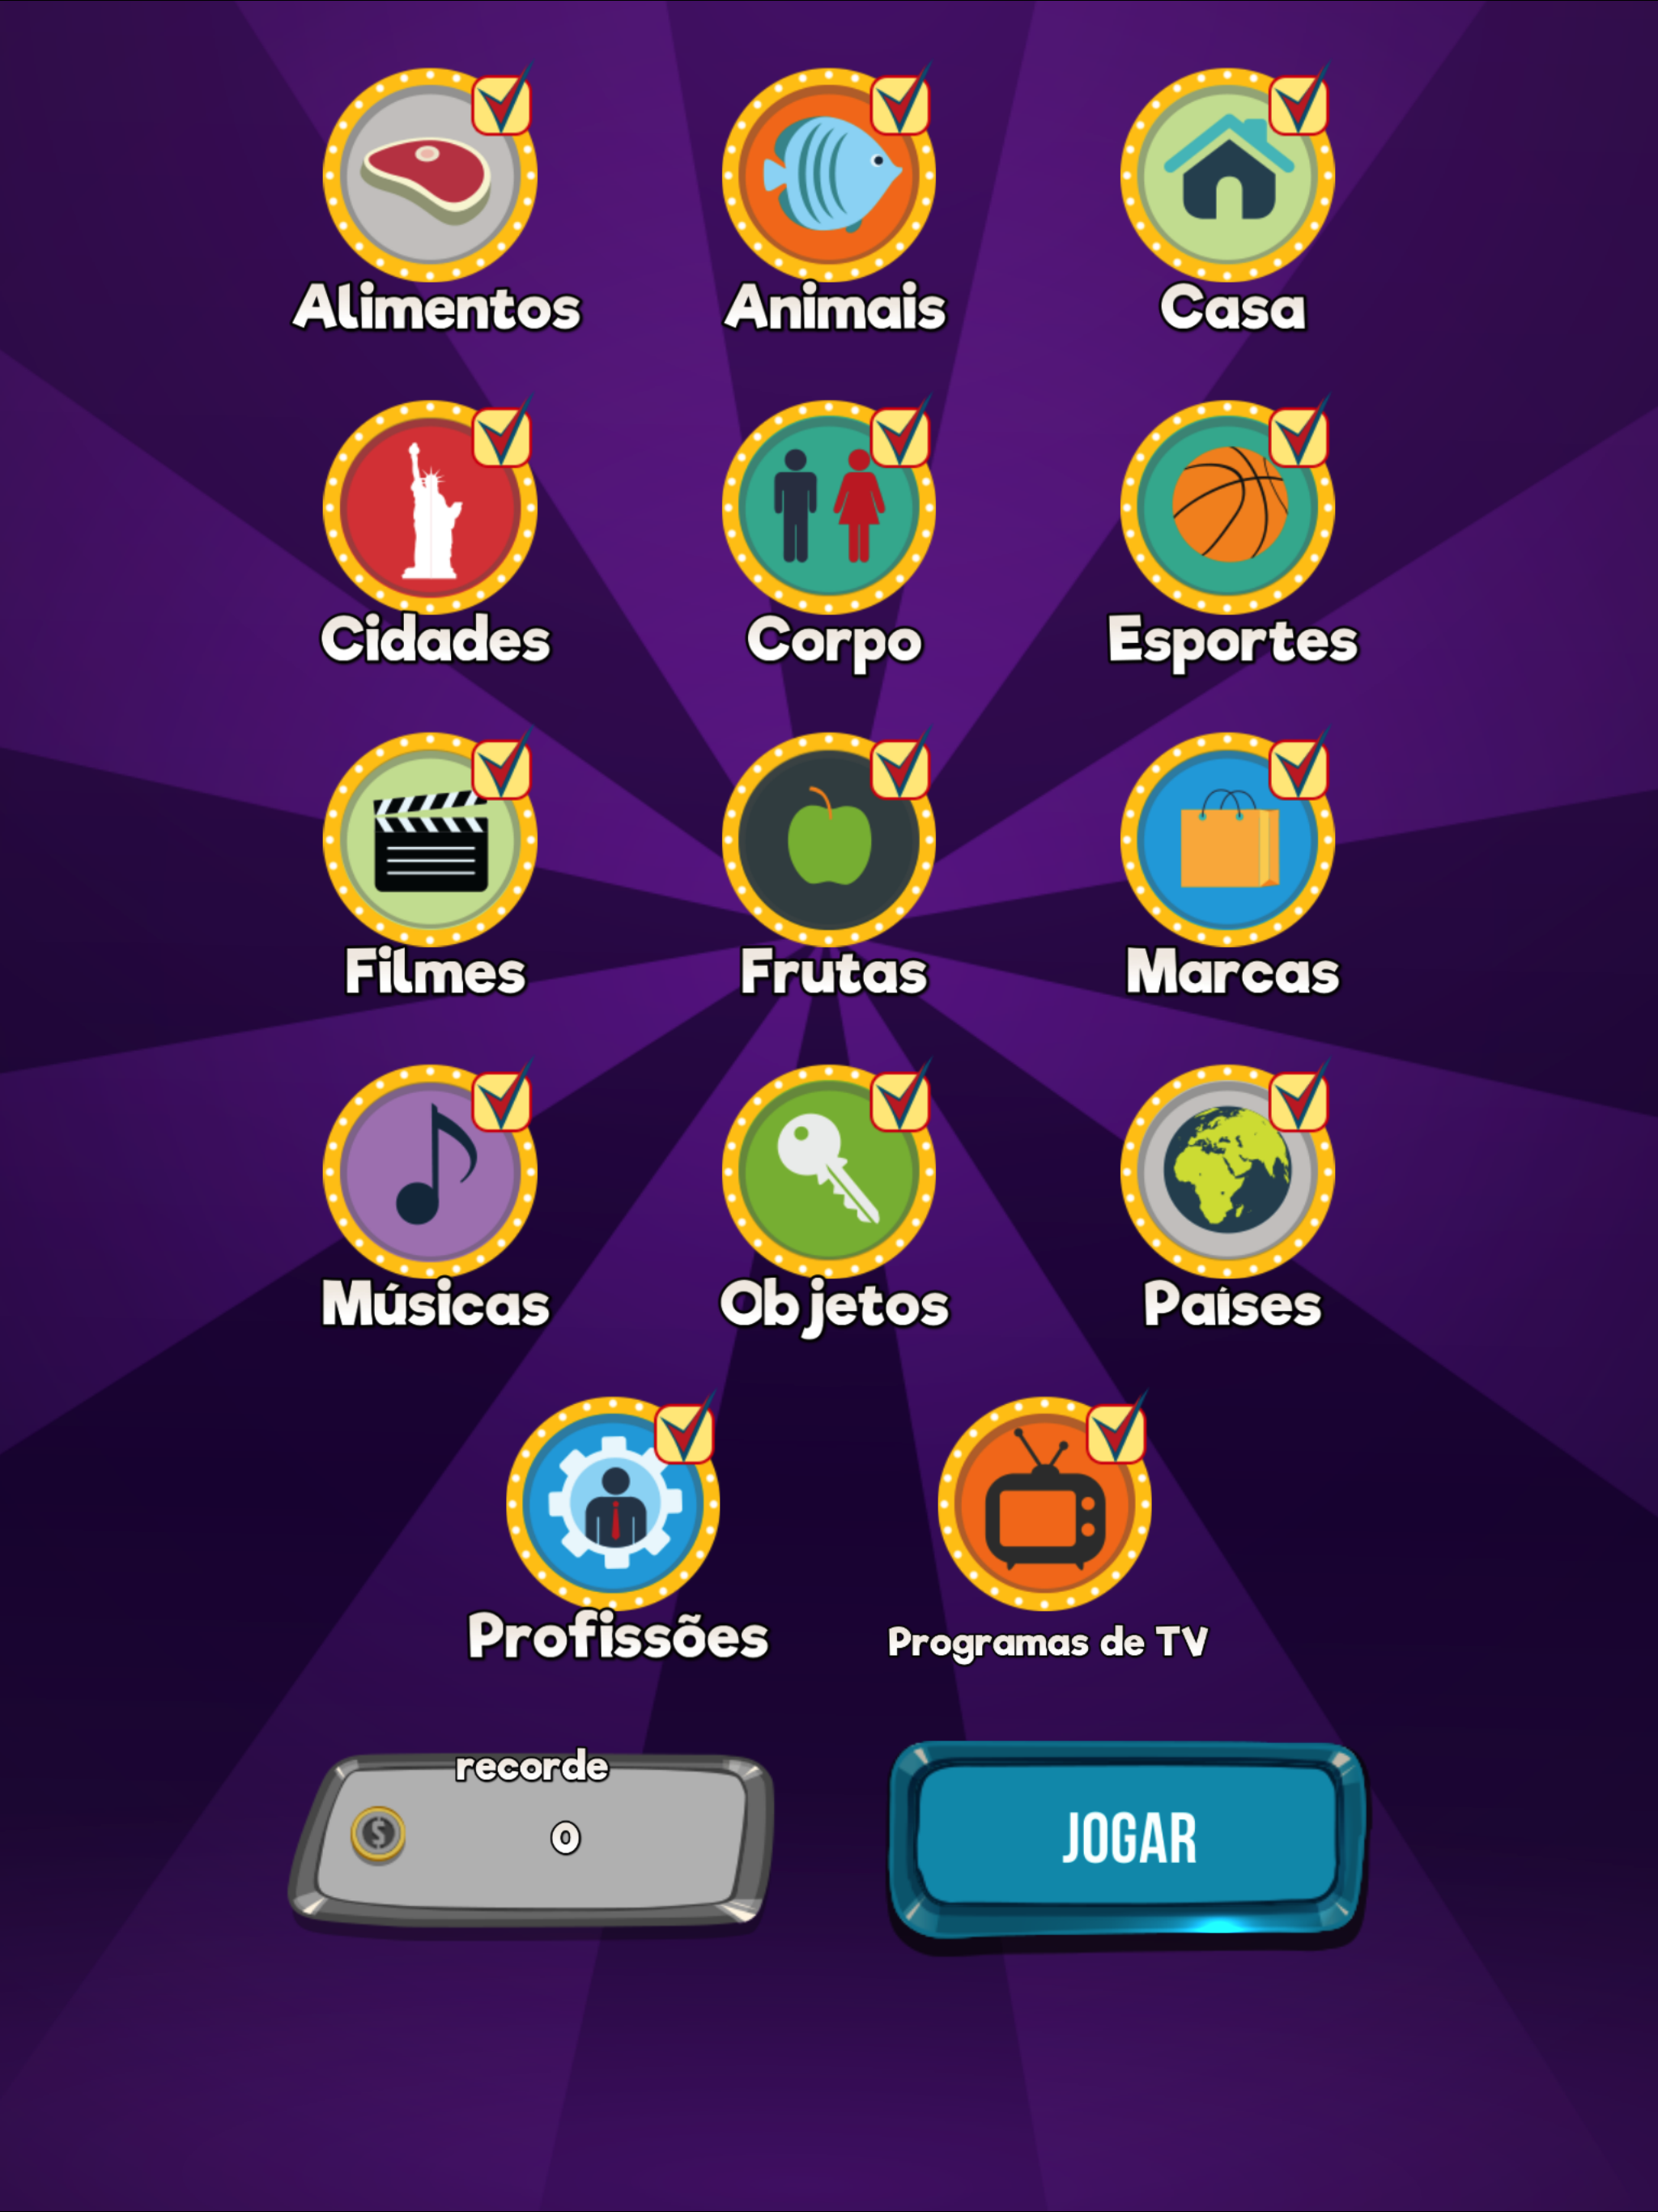 Alimentos
Animais
Casa
Cidades
Corpo
Esportes
Filmes
Frutas
Marcas
Músicas
Objetos
Países
Profissões
Programas de TV
recorde
$
0
JOGAR